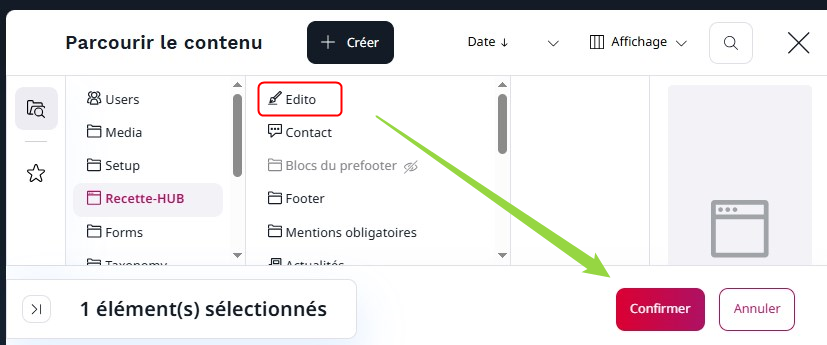 Parcourir le contenu
Créer
Date ↓
Affichage
Users
Media
Setup
Recette-HUB
Forms
Taxonomy
Edito
Contact
Blocs du prefooter
Footer
Mentions obligatoires
Actualités
1 élément(s) sélectionnés
Confirmer
Annuler